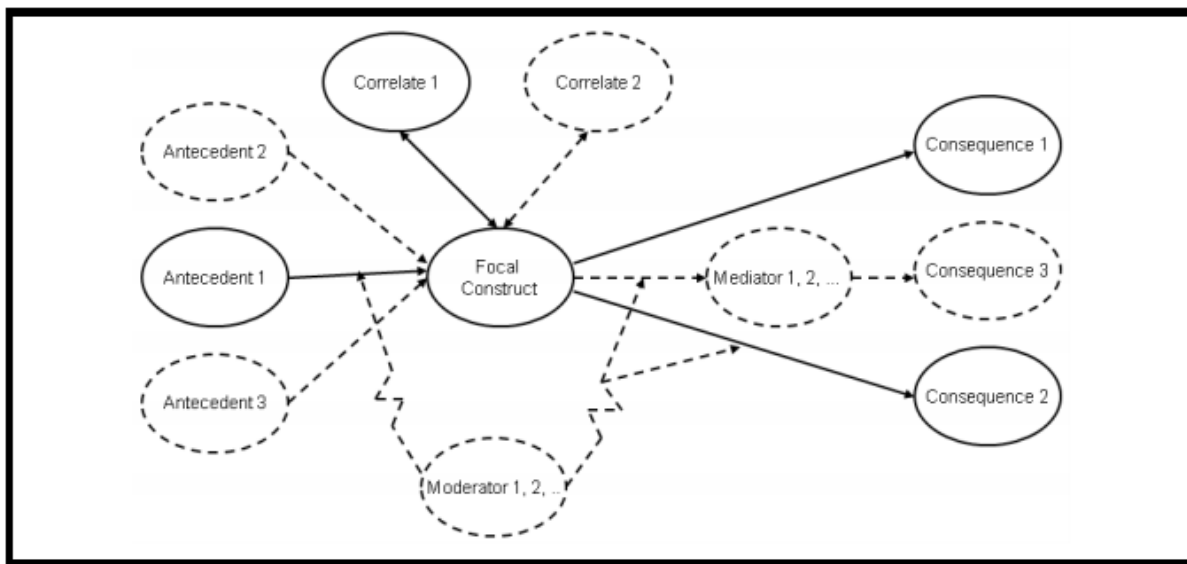 Correlate 1
Correlate 2
Antecedent 2
Consequence 1
Antecedent 1
Focal
Construct
Mediator 1, 2, ...
Consequence 3
Antecedent 3
Consequence 2
Moderator 1, 2, ..